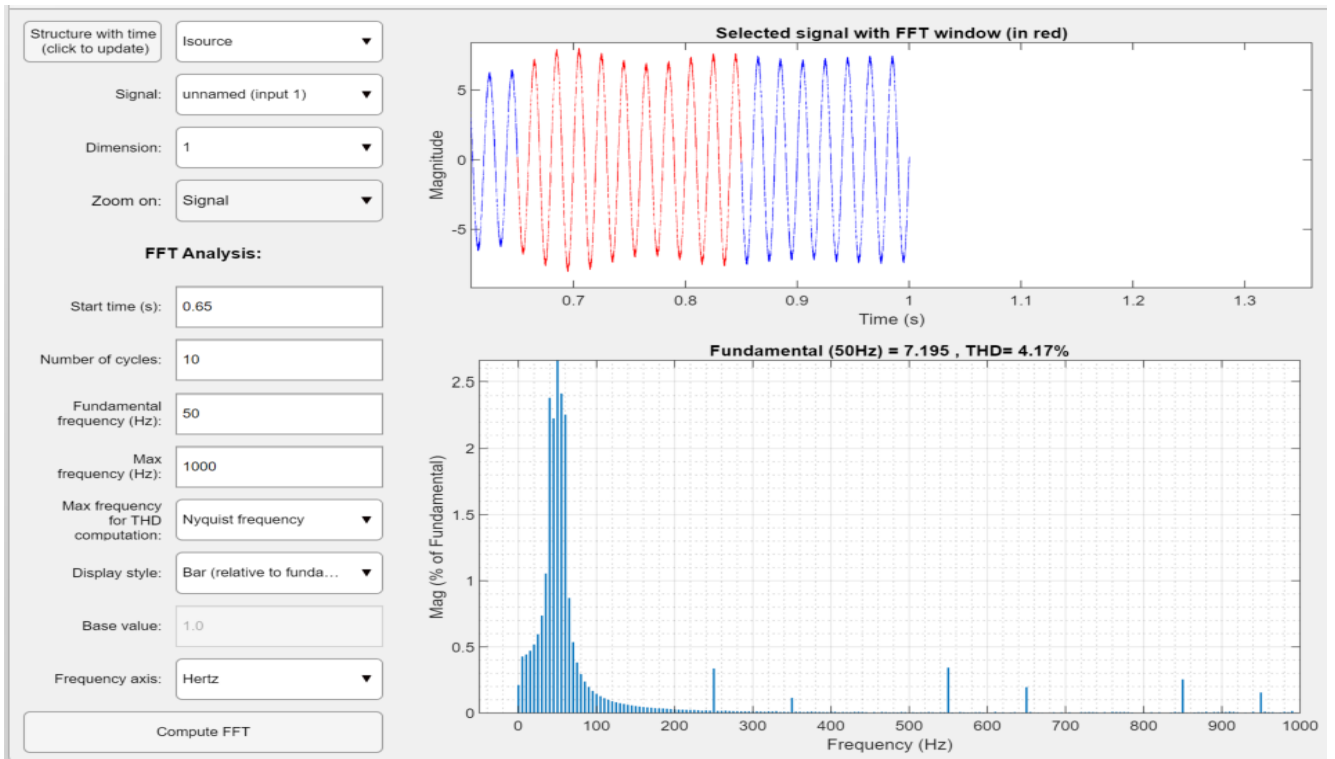 Structure with time
(click to update)
Isource
Signal:
unnamed (input 1)
Dimension:
1
Zoom on:
Signal
FFT Analysis:
Start time (s):
0.65
Number of cycles:
10
Fundamental
frequency (Hz):
50
Max
frequency (Hz):
1000
Max frequency
for THD
computation:
Nyquist frequency
Display style:
Bar (relative to funda...
Base value:
1.0
Frequency axis:
Hertz
Compute FFT
Selected signal with FFT window (in red)
Magnitude
5
0
-5
0.7 0.8 0.9 1 1.1 1.2 1.3
Time (s)
Fundamental (50Hz) = 7.195 , THD= 4.17%
Mag (% of Fundamental)
2.5
2
1.5
1
0.5
0
0 100 200 300 400 500 600 700 800 900 1000
Frequency (Hz)